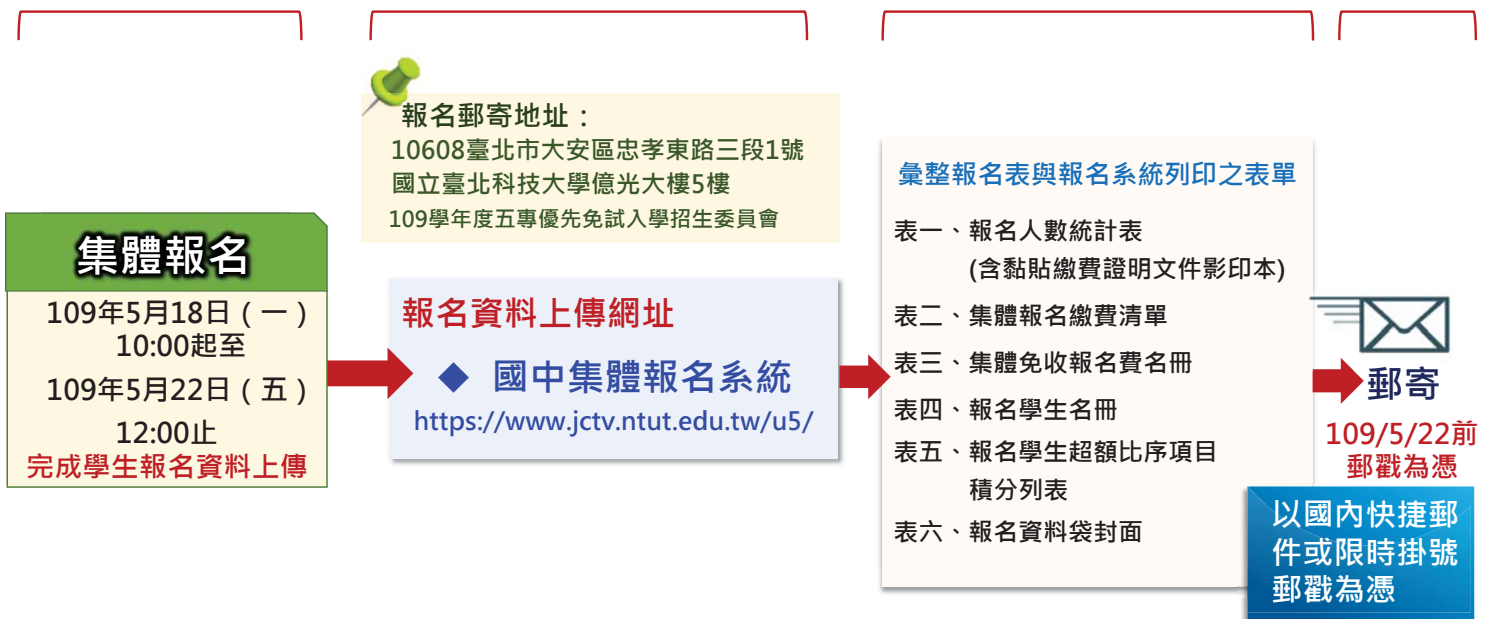 集體報名
109年5月18日（一）
10:00起至
109年5月22日（五）
12:00止
完成學生報名資料上傳
報名郵寄地址：
10608臺北市大安區忠孝東路三段1號
國立臺北科技大學億光大樓5樓
109學年度五專優先免試入學招生委員會
報名資料上傳網址
◆ 國中集體報名系統
https://www.jctv.ntut.edu.tw/u5/
彙整報名表與報名系統列印之表單
表一、報名人數統計表
(含黏貼繳費證明文件影印本)
表二、集體報名繳費清單
表三、集體免收報名費名冊
表四、報名學生名冊
表五、報名學生超額比序項目
積分列表
表六、報名資料袋封面
郵寄
109/5/22前
郵戳為憑
以國內快捷郵
件或限時掛號
郵戳為憑